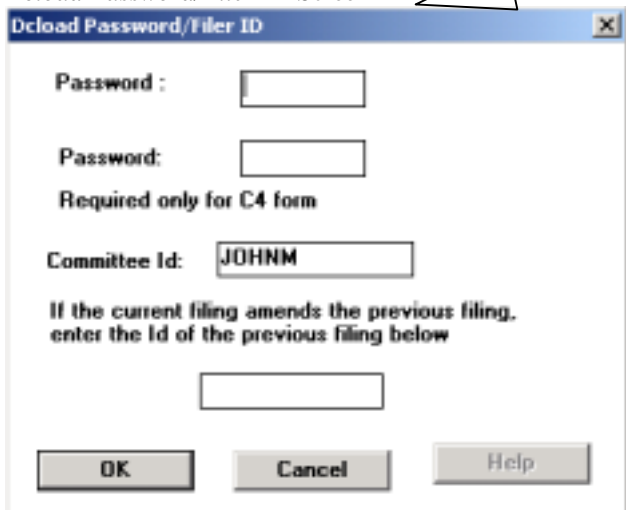 Dcload Password/Filer ID
Password :
Password:
Required only for C4 form
Committee Id: JOHNM
If the current filing amends the previous filing,
enter the Id of the previous filing below
OK Cancel Help